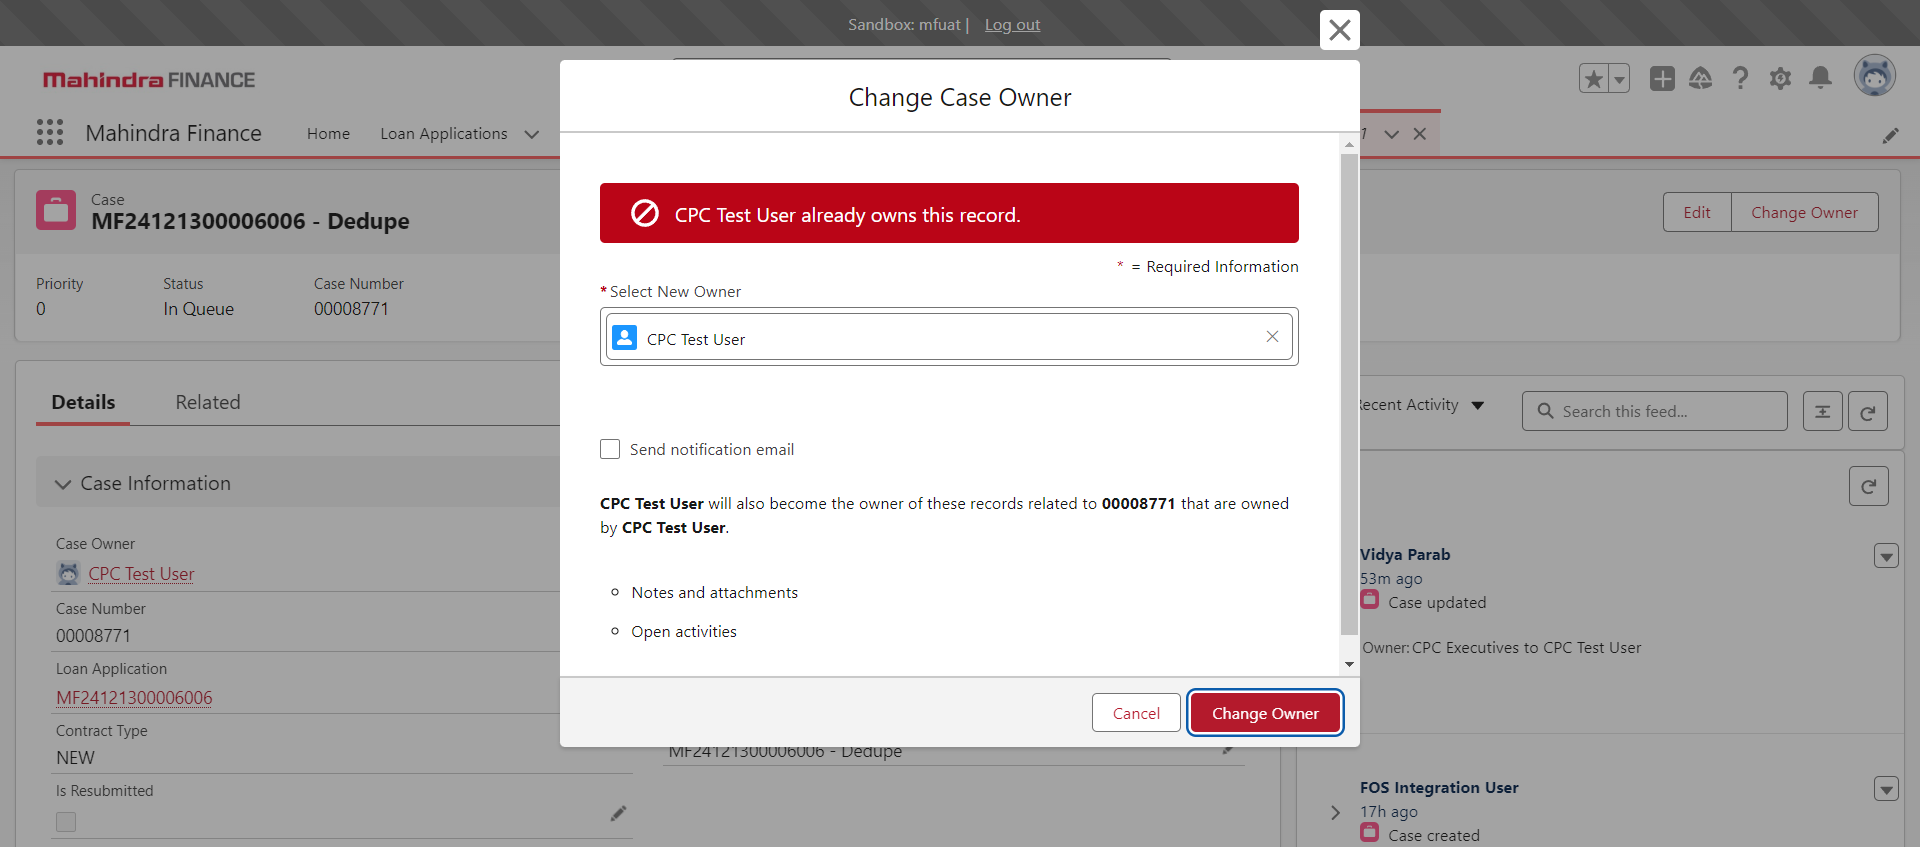 Sandbox: mfuat | Log out
Mahindra FINANCE
Mahindra Finance Home Loan Applications
Case
MF24121300006006 - Dedupe
Edit Change Owner
Priority Status Case Number
0 In Queue 00008771
Details Related
Case Information
Case Owner
CPC Test User
Case Number
00008771
Loan Application
MF24121300006006
Contract Type
NEW
Is Resubmitted
Change Case Owner
CPC Test User already owns this record.
* = Required Information
*Select New Owner
CPC Test User
Send notification email
CPC Test User will also become the owner of these records related to 00008771 that are owned
by CPC Test User.
Notes and attachments
Open activities
Cancel Change Owner
MF24121300006006 - Dedupe
Activity Search this feed...
Vidya Parab
53m ago
Case updated
Owner: CPC Executives to CPC Test User
FOS Integration User
17h ago
Case created